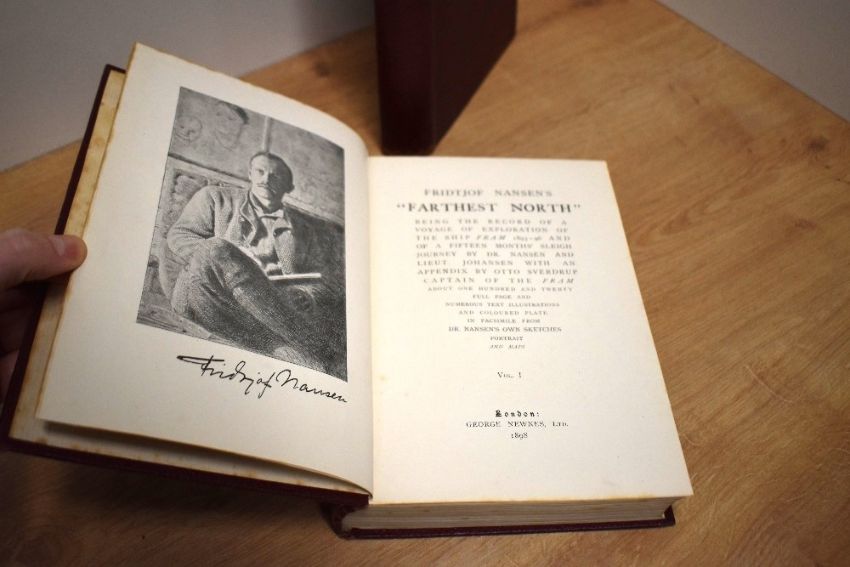 Fridtjof Nansen
FRIDTJOF NANSEN'S
"FARTHEST NORTH"
BEING THE RECORD OF A
VOYAGE OF EXPLORATION OF
THE SHIP FRAM 1893–96 AND
OF A FIFTEEN MONTHS' SLEIGH
JOURNEY BY DR. NANSEN AND
LIEUT. JOHANSEN WITH AN
APPENDIX BY OTTO SVERDRUP
CAPTAIN OF THE FRAM
ABOUT ONE HUNDRED AND TWENTY
FULL PAGE AND
NUMEROUS TEXT ILLUSTRATIONS
AND COLOURED PLATE
IN FACSIMILE FROM
DR. NANSEN'S OWN SKETCHES
PORTRAIT
AND MAPS
VOL. I
London:
GEORGE NEWNES, LTD.
1898